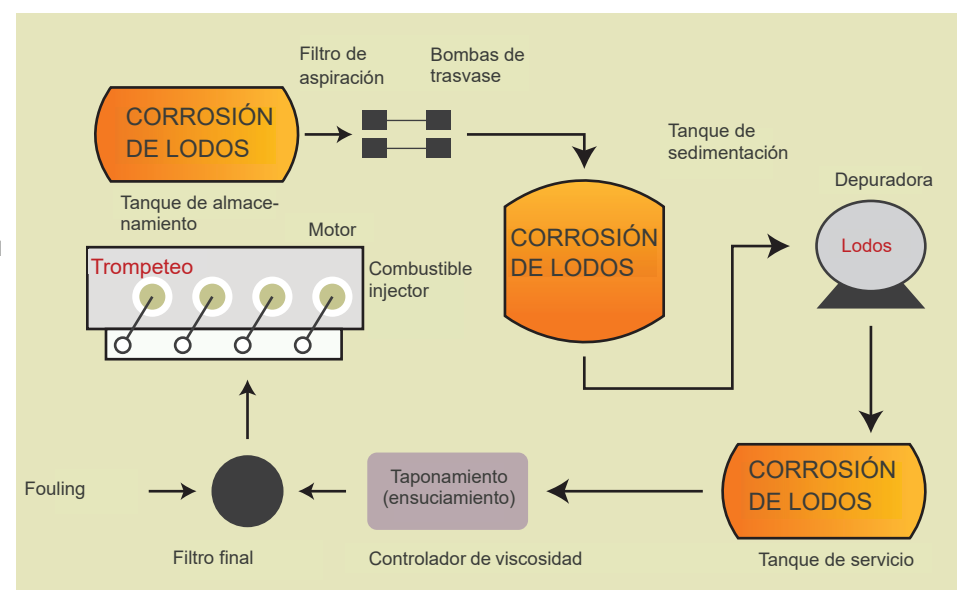 Filtro de
aspiración
Bombas de
trasvase
CORROSIÓN
DE LODOS
Tanque de almace-
namiento
Tanque de
sedimentación
CORROSIÓN
DE LODOS
Depuradora
Lodos
Motor
Trompeteo
Combustible
injector
CORROSIÓN
DE LODOS
Tanque de servicio
Taponamiento
(ensuciamiento)
Controlador de viscosidad
Fouling
Filtro final